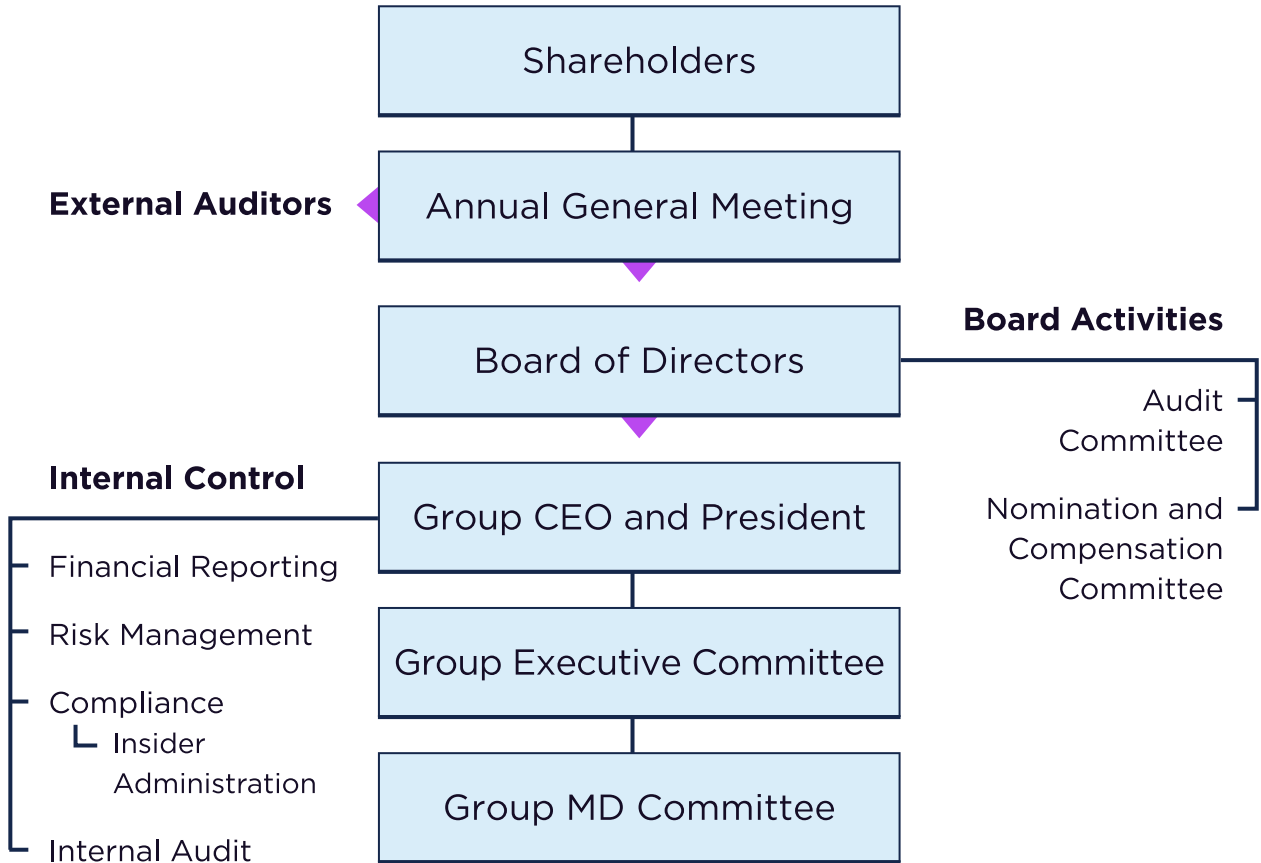 Shareholders
External Auditors
Annual General Meeting
Board of Directors
Board Activities
Audit
Committee
Nomination and
Compensation
Committee
Internal Control
Group CEO and President
Financial Reporting
Risk Management
Compliance
Insider
Administration
Internal Audit
Group Executive Committee
Group MD Committee